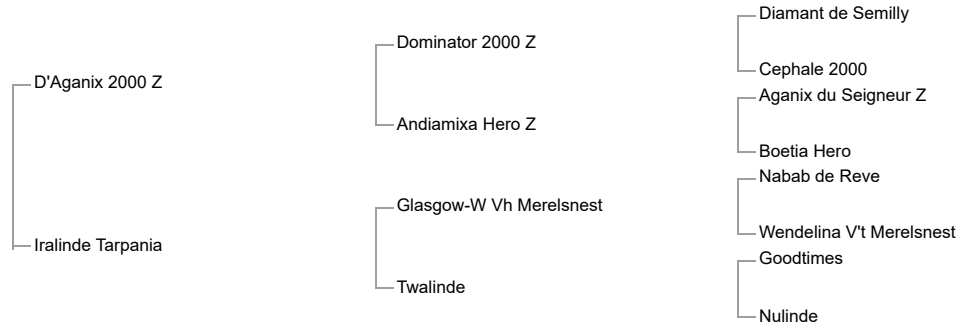 Diamant de Semilly
Dominator 2000 Z
Cephale 2000
D'Aganix 2000 Z
Aganix du Seigneur Z
Andiamixa Hero Z
Boetia Hero
Nabab de Reve
Glasgow-W Vh Merelsnest
Wendelina V't Merelsnest
Iralinde Tarpania
Goodtimes
Twalinde
Nulinde